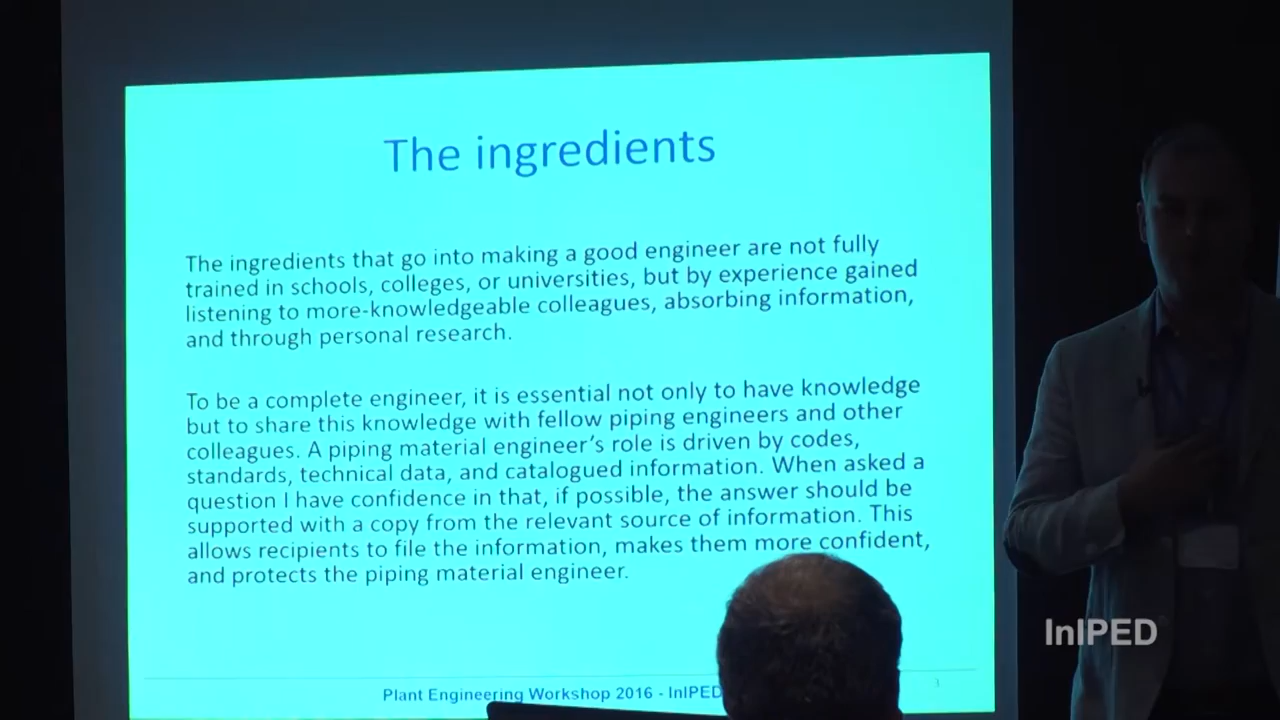 The ingredients
The ingredients that go into making a good engineer are not fully
trained in schools, colleges, or universities, but by experience gained
listening to more-knowledgeable colleagues, absorbing information,
and through personal research.
To be a complete engineer, it is essential not only to have knowledge
but to share this knowledge with fellow piping engineers and other
colleagues. A piping material engineer’s role is driven by codes,
standards, technical data, and catalogued information. When asked a
question I have confidence in that, if possible, the answer should be
supported with a copy from the relevant source of information. This
allows recipients to file the information, makes them more confident,
and protects the piping material engineer.
Plant Engineering Workshop 2016 - InIPED
InIPED